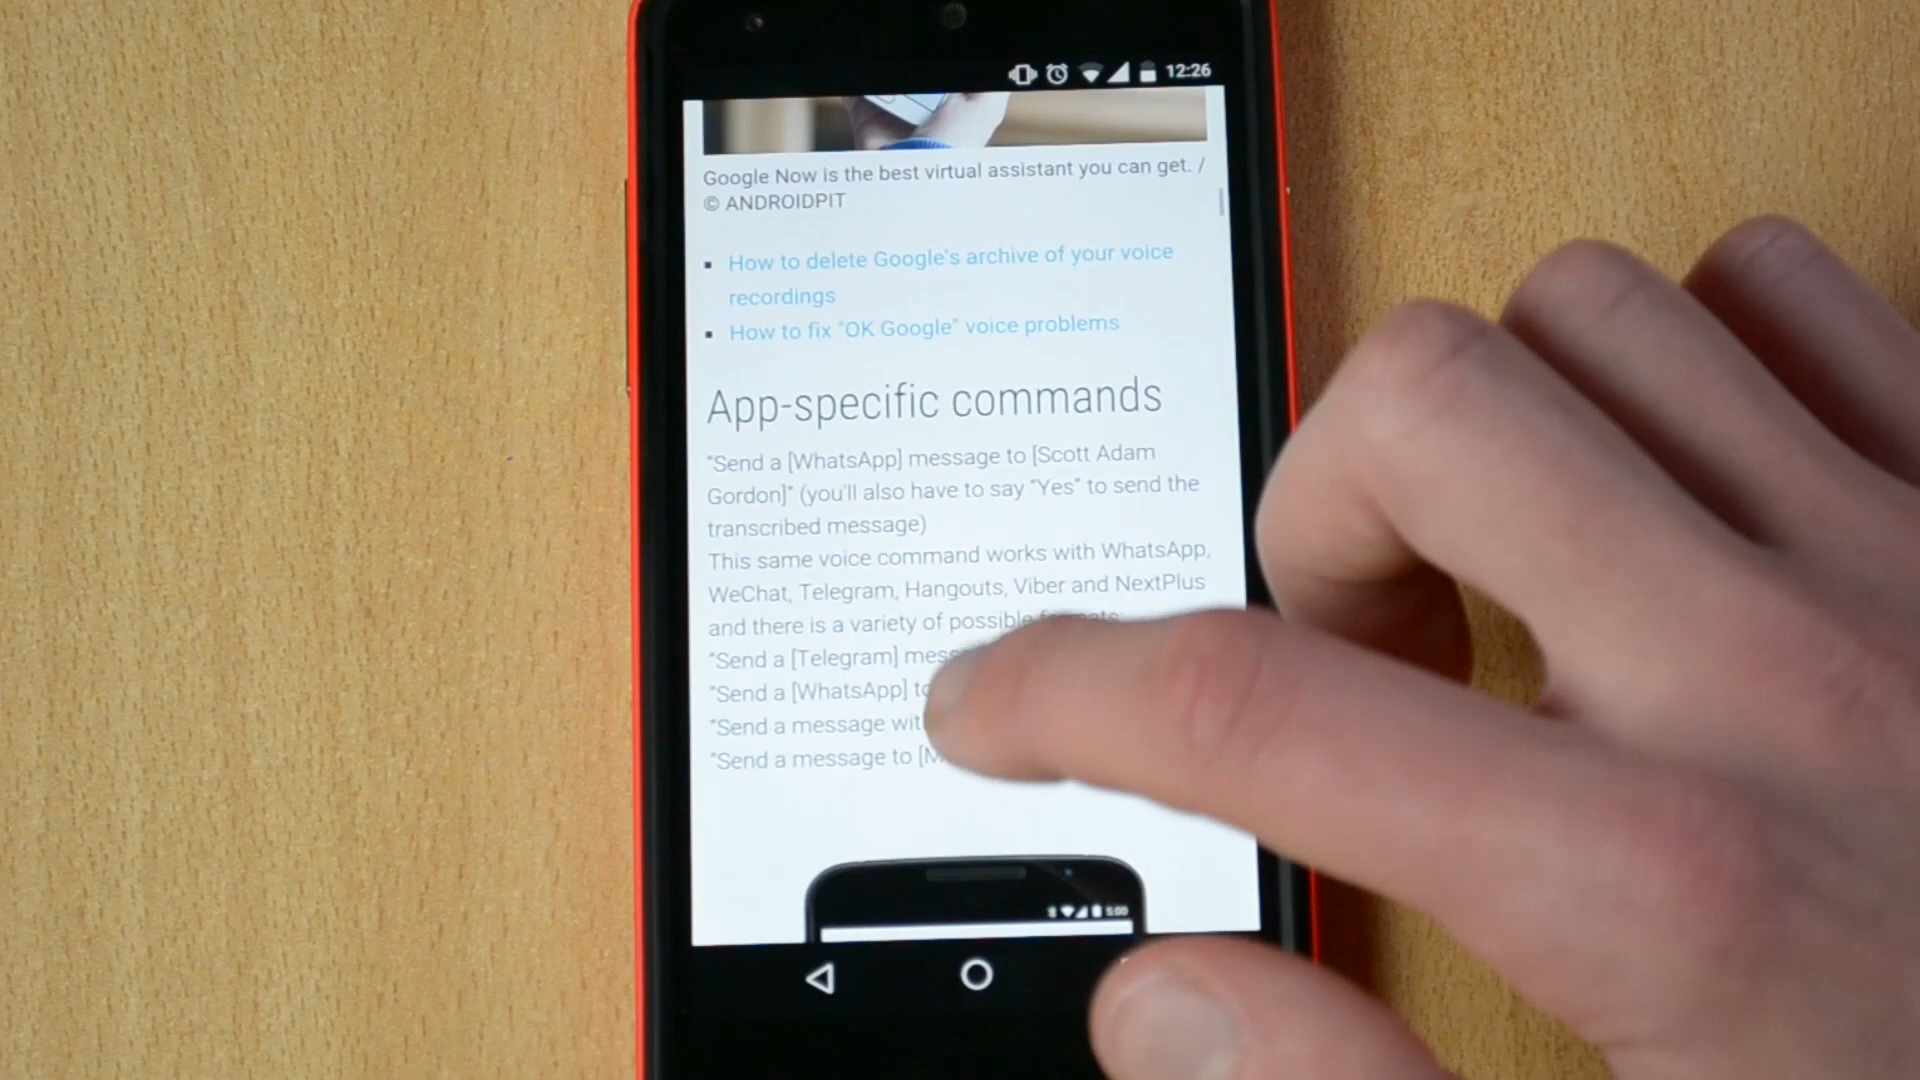 12:26
Google Now is the best virtual assistant you can get. /
© ANDROIDPIT
How to delete Google's archive of your voice
recordings
How to fix "OK Google" voice problems
App-specific commands
"Send a [WhatsApp] message to [Scott Adam
Gordon]" (you'll also have to say "Yes" to send the
transcribed message)
This same voice command works with WhatsApp,
WeChat, Telegram, Hangouts, Viber and NextPlus
and there is a variety of possible
"Send a [Telegram]
"Send a [WhatsApp]
"Send a message
"Send a message to
5:00